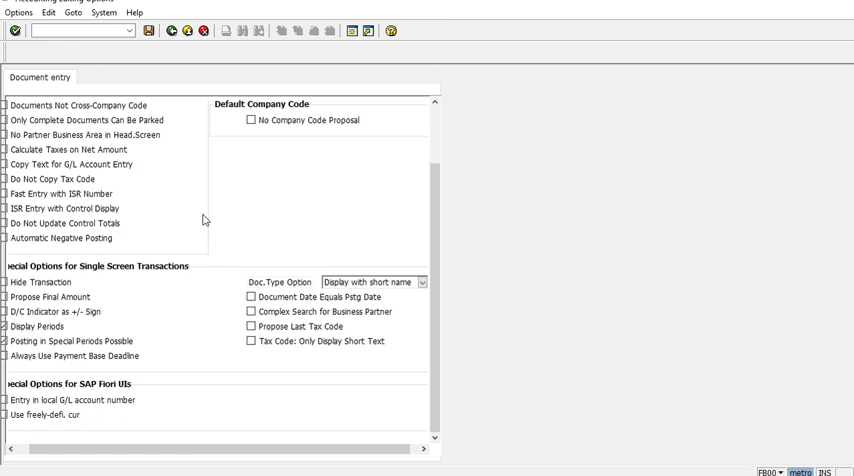 Accounting Editing Options
Options Edit Goto System Help
Document entry
Documents Not Cross-Company Code
Only Complete Documents Can Be Parked
No Partner Business Area in Head.Screen
Calculate Taxes on Net Amount
Copy Text for G/L Account Entry
Do Not Copy Tax Code
Fast Entry with ISR Number
ISR Entry with Control Display
Do Not Update Control Totals
Automatic Negative Posting
Default Company Code
No Company Code Proposal
pecial Options for Single Screen Transactions
Hide Transaction
Propose Final Amount
D/C Indicator as +/- Sign
Display Periods
Posting in Special Periods Possible
Always Use Payment Base Deadline
Doc.Type Option Display with short name
Document Date Equals Pstg Date
Complex Search for Business Partner
Propose Last Tax Code
Tax Code: Only Display Short Text
pecial Options for SAP Fiori UIs
Entry in local G/L account number
Use freely-defi. cur
FB00 metro INS